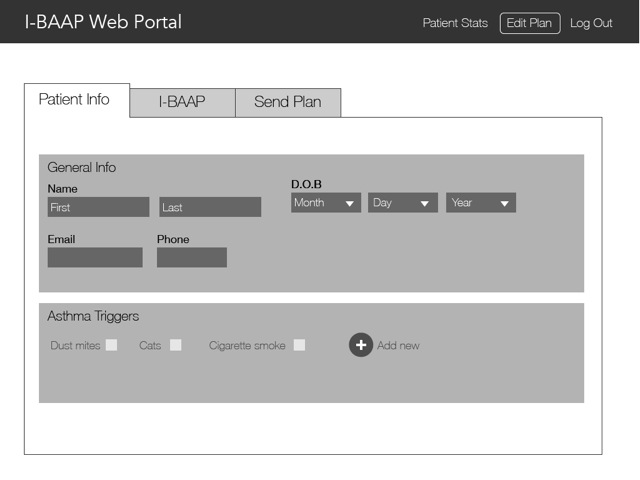 I-BAAP Web Portal
Patient Stats Edit Plan Log Out
Patient Info I-BAAP Send Plan
General Info
Name D.O.B
First Last Month Day Year
Email Phone
Asthma Triggers
Dust mites Cats Cigarette smoke + Add new